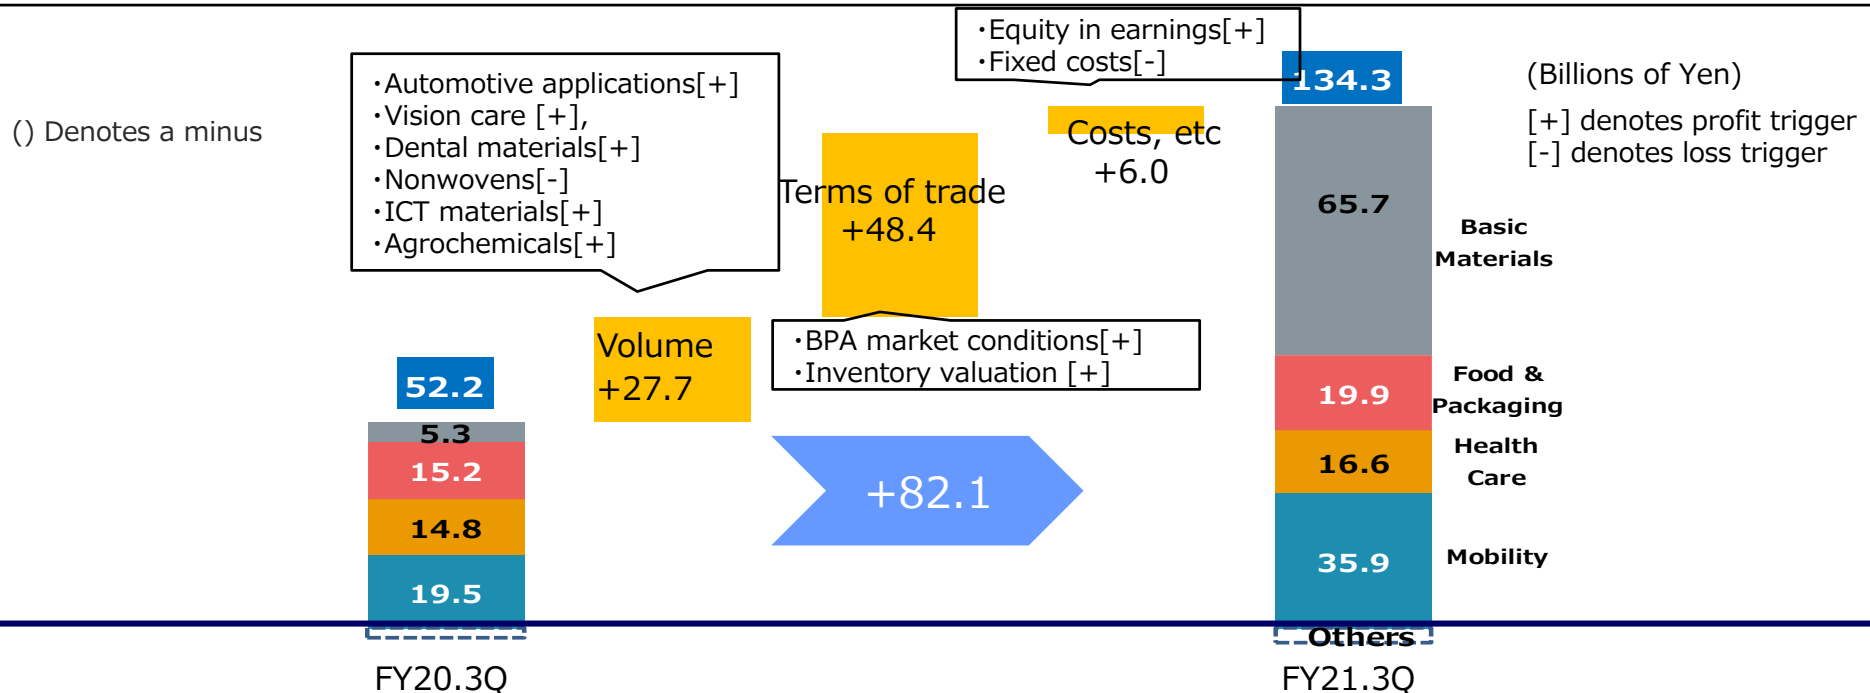 ・Equity in earnings[+]
・Fixed costs[-]
・Automotive applications[+]
・Vision care [+],
・Dental materials[+]
・Nonwovens[-]
・ICT materials[+]
・Agrochemicals[+]
() Denotes a minus
134.3
(Billions of Yen)
[+] denotes profit trigger
[-] denotes loss trigger
Costs, etc
+6.0
Terms of trade
+48.4
65.7
Basic
Materials
Volume
+27.7
・BPA market conditions[+]
・Inventory valuation [+]
52.2
5.3
15.2
14.8
19.5
+82.1
19.9
Food &
Packaging
16.6
Health
Care
35.9
Mobility
Others
FY20.3Q
FY21.3Q